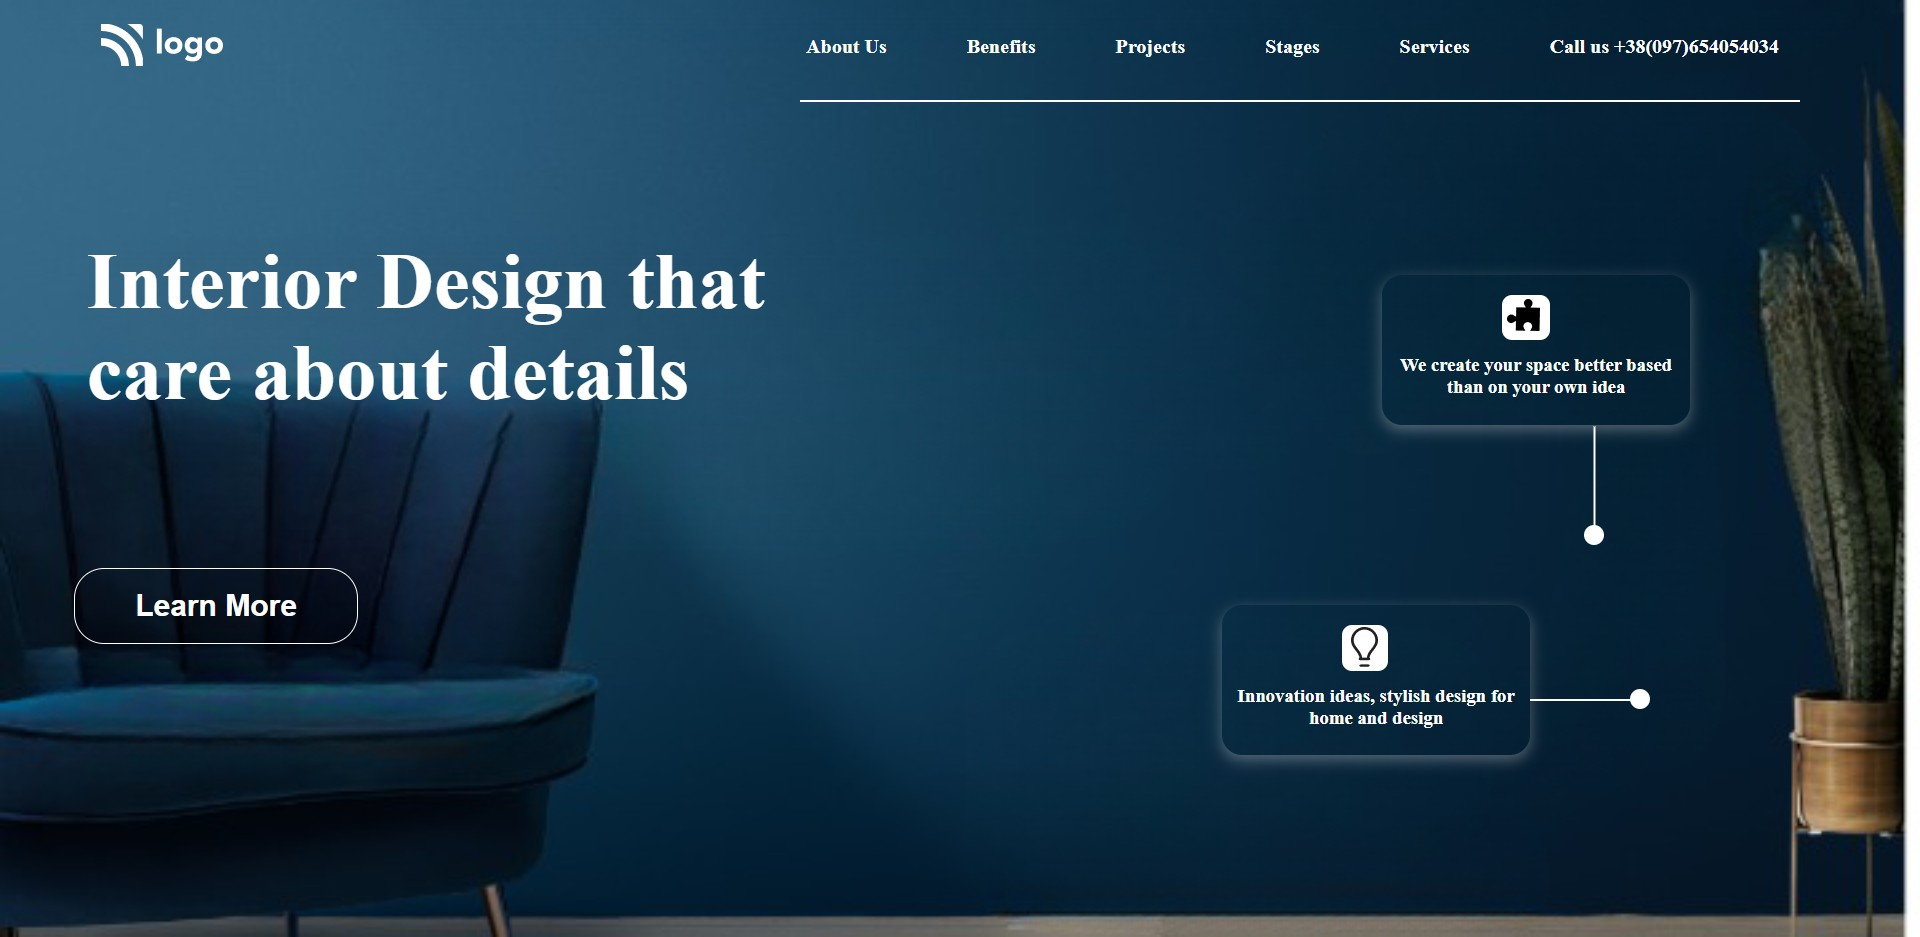 logo
About Us
Benefits
Projects
Stages
Services
Call us +38(097)654054034
Interior Design that
care about details
Learn More
We create your space better based
than on your own idea
Innovation ideas, stylish design for
home and design